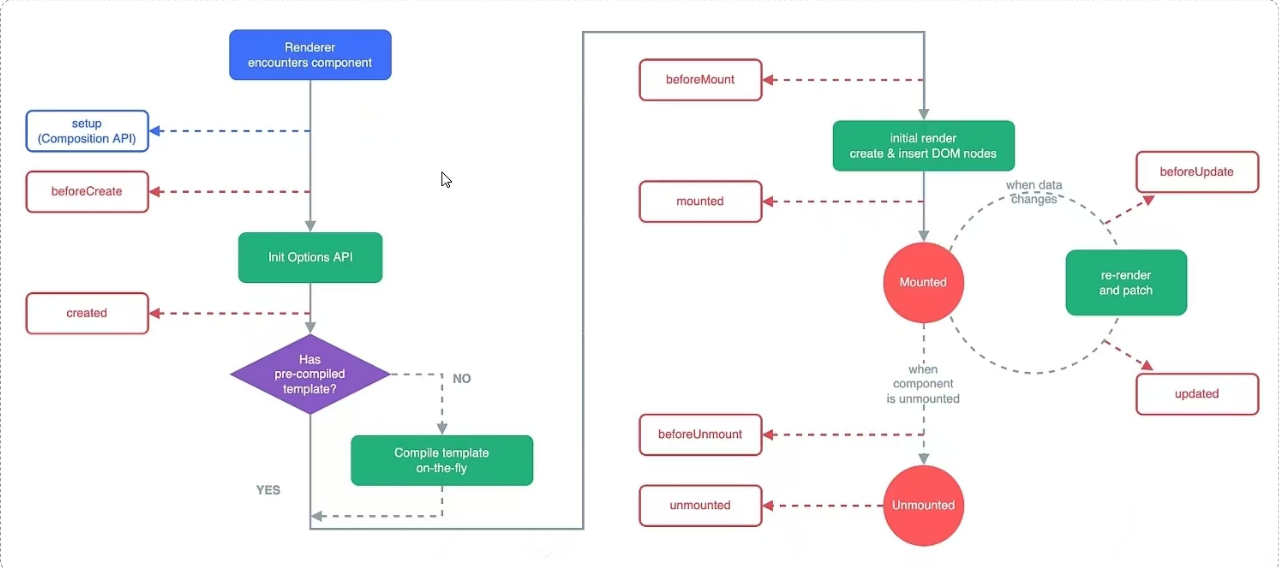 Renderer
encounters component
setup
(Composition API)
beforeCreate
Init Options API
created
Has
pre-compiled
template?
NO
Compile template
on-the-fly
YES
beforeMount
initial render
create & insert DOM nodes
mounted
Mounted
when data
changes
beforeUpdate
re-render
and patch
updated
when
component
is unmounted
beforeUnmount
Unmounted
unmounted